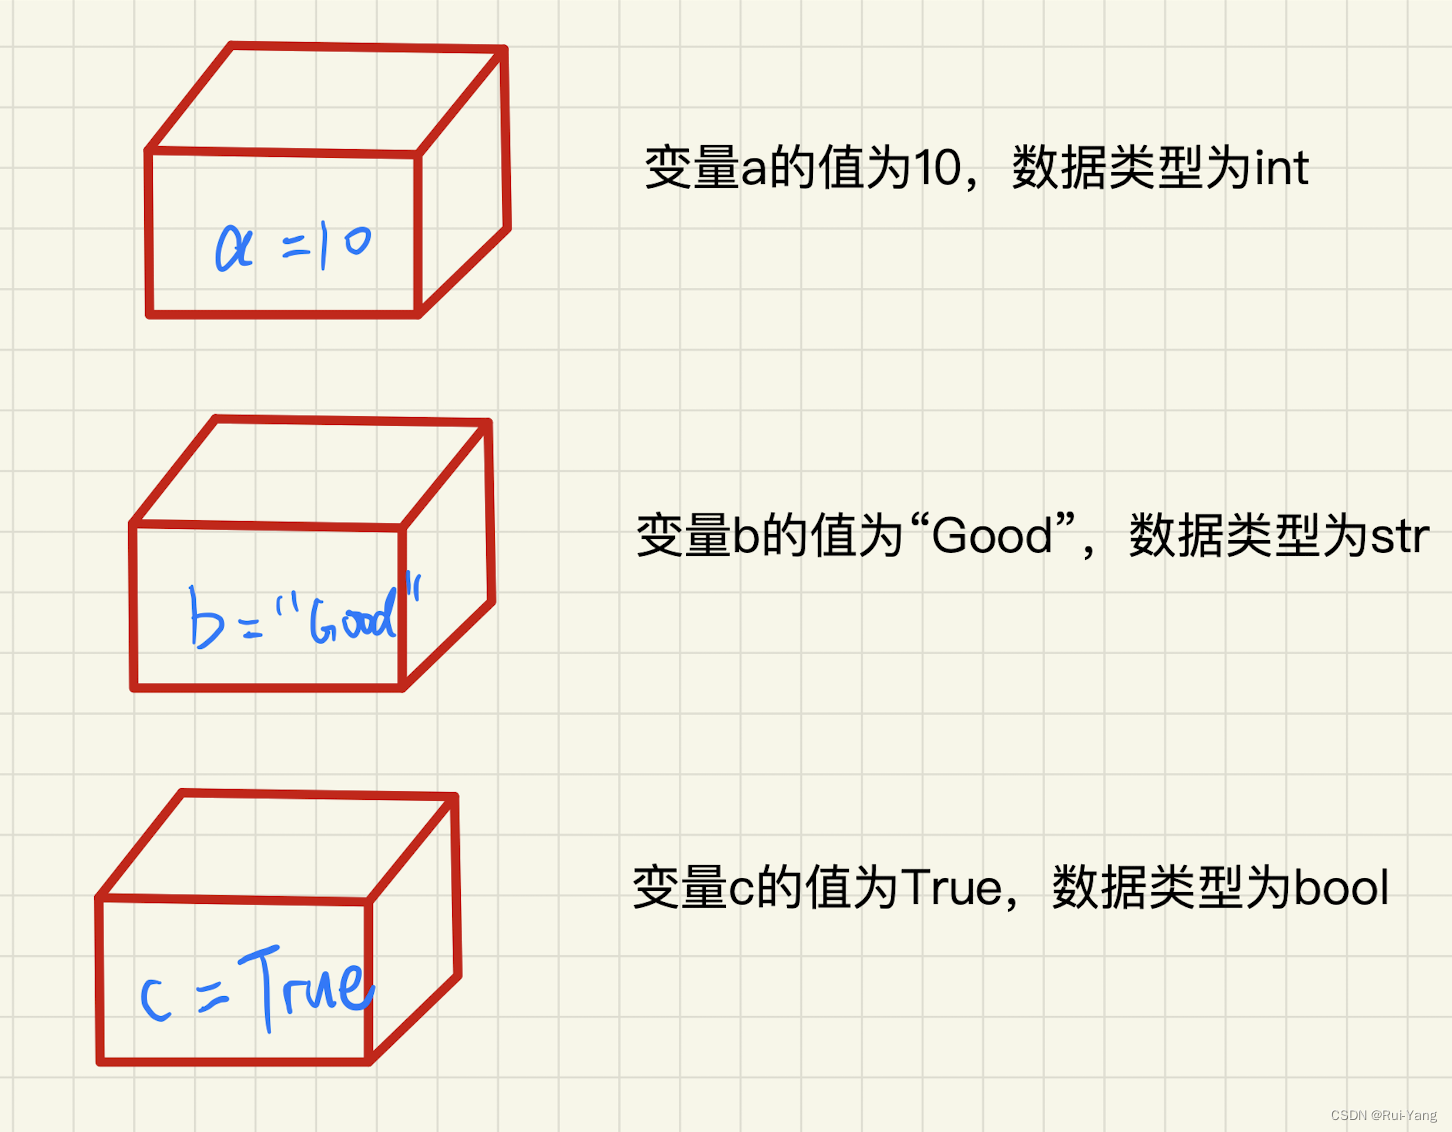 变量a的值为10，数据类型为int
a=10
变量b的值为“Good”，数据类型为str
b="Good"
变量c的值为True，数据类型为bool
c=True
CSDN @Rui-Yang